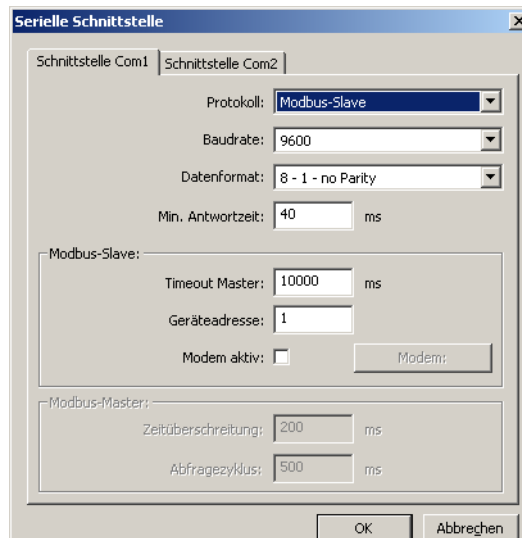 Serielle Schnittstelle
Schnittstelle Com1 Schnittstelle Com2
Protokoll: Modbus-Slave
Baudrate: 9600
Datenformat: 8 - 1 - no Parity
Min. Antwortzeit: 40 ms
Modbus-Slave:
Timeout Master: 10000 ms
Geräteadresse: 1
Modem aktiv: Modem:
Modbus-Master:
Zeitüberschreitung: 200 ms
Abfragezyklus: 500 ms
OK Abbrechen